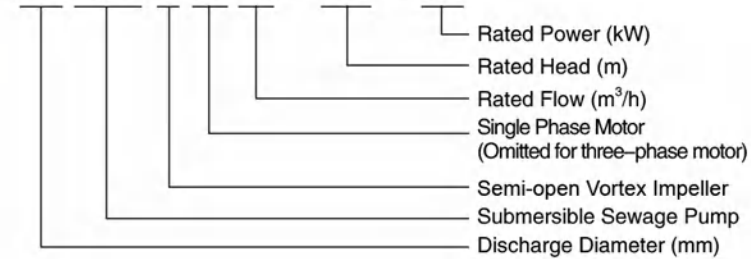 Rated Power (kW)
Rated Head (m)
Rated Flow (m³/h)
Single Phase Motor
(Omitted for three–phase motor)
Semi-open Vortex Impeller
Submersible Sewage Pump
Discharge Diameter (mm)